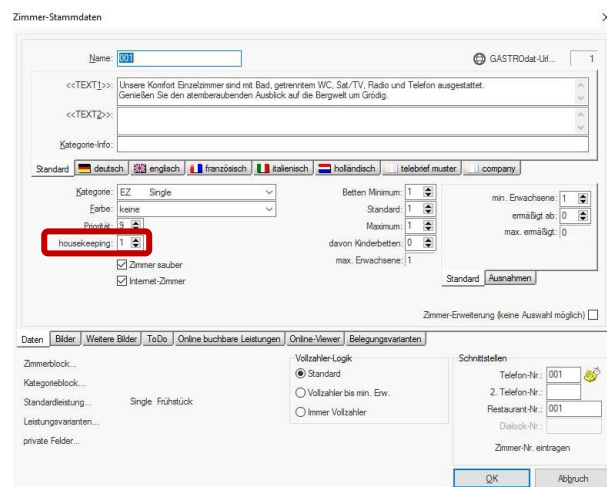 Zimmer-Stammdaten
Name: 001
GASTROdat-Url... 1
<<TEXT1>>: Unsere Komfort Einzelzimmer sind mit Bad, getrenntem WC, Sat/TV, Radio und Telefon ausgestattet.
Genießen Sie den atemberaubenden Ausblick auf die Bergwelt um Grödig.
<<TEXT2>>:
Kategorie-Info:
Standard deutsch englisch französisch italienisch holländisch telebrief muster company
Kategorie: EZ Single
Farbe: keine
Priorität: 9
housekeeping: 1
Zimmer sauber
Internet-Zimmer
Betten Minimum: 1
Standard: 1
Maximum: 1
davon Kinderbetten: 0
max. Erwachsene: 1
min. Erwachsene: 1
ermäßigt ab: 0
max. ermäßigt: 0
Standard Ausnahmen
Zimmer-Erweiterung (keine Auswahl möglich)
Daten Bilder Weitere Bilder ToDo Online buchbare Leistungen Online-Viewer Belegungsvarianten
Zimmerblock...
Kategorieblock...
Standardleistung... Single Frühstück
Leistungsvarianten...
private Felder...
Vollzahler-Logik
Standard
Vollzahler bis min. Erw.
Immer Vollzahler
Schnittstellen
Telefon-Nr.: 001
2. Telefon-Nr.:
Restaurant-Nr.: 001
Dialock-Nr.:
Zimmer-Nr. eintragen
OK Abbruch